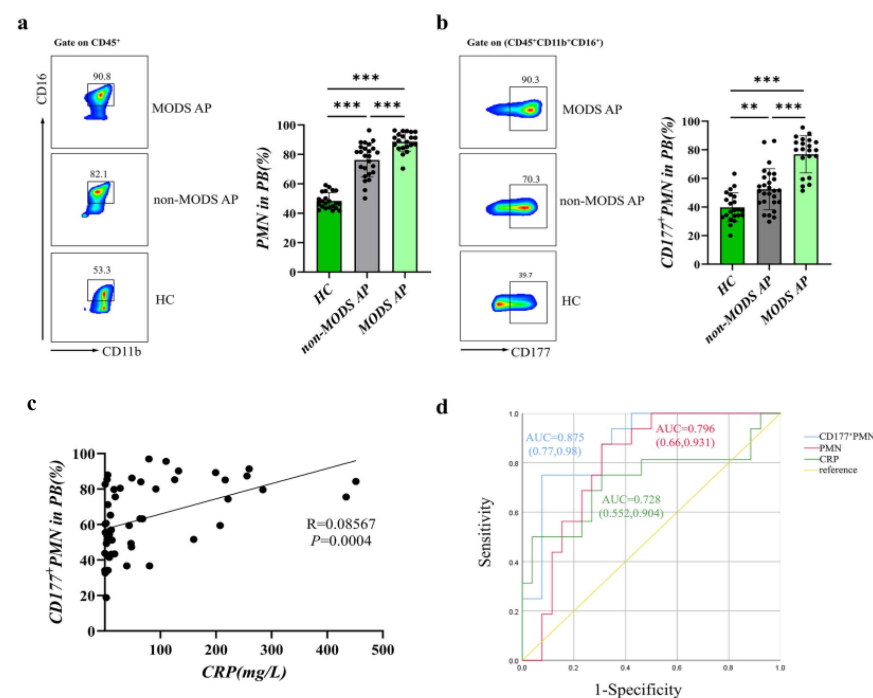 a
Gate on CD45⁺
CD16
90.8
MODS AP
82.1
non-MODS AP
53.3
HC
CD11b
PMN in PB(%)
100
80
60
40
20
0
***
*** ***
HC
non-MODS AP
MODS AP
b
Gate on (CD45⁺CD11b⁺CD16⁺)
90.3
MODS AP
70.3
non-MODS AP
39.7
HC
CD177
CD177⁺PMN in PB(%)
100
80
60
40
20
0
***
** ***
HC
non-MODS AP
MODS AP
c
CD177⁺PMN in PB(%)
100
80
60
40
20
0
R=0.08567
P=0.0004
100 200 300 400 500
CRP(mg/L)
d
Sensitivity
1.0
0.8
0.6
0.4
0.2
0.0
AUC=0.875
(0.77,0.98)
AUC=0.796
(0.66,0.931)
AUC=0.728
(0.552,0.904)
CD177⁺PMN
PMN
CRP
reference
0.0 0.2 0.4 0.6 0.8 1.0
1-Specificity